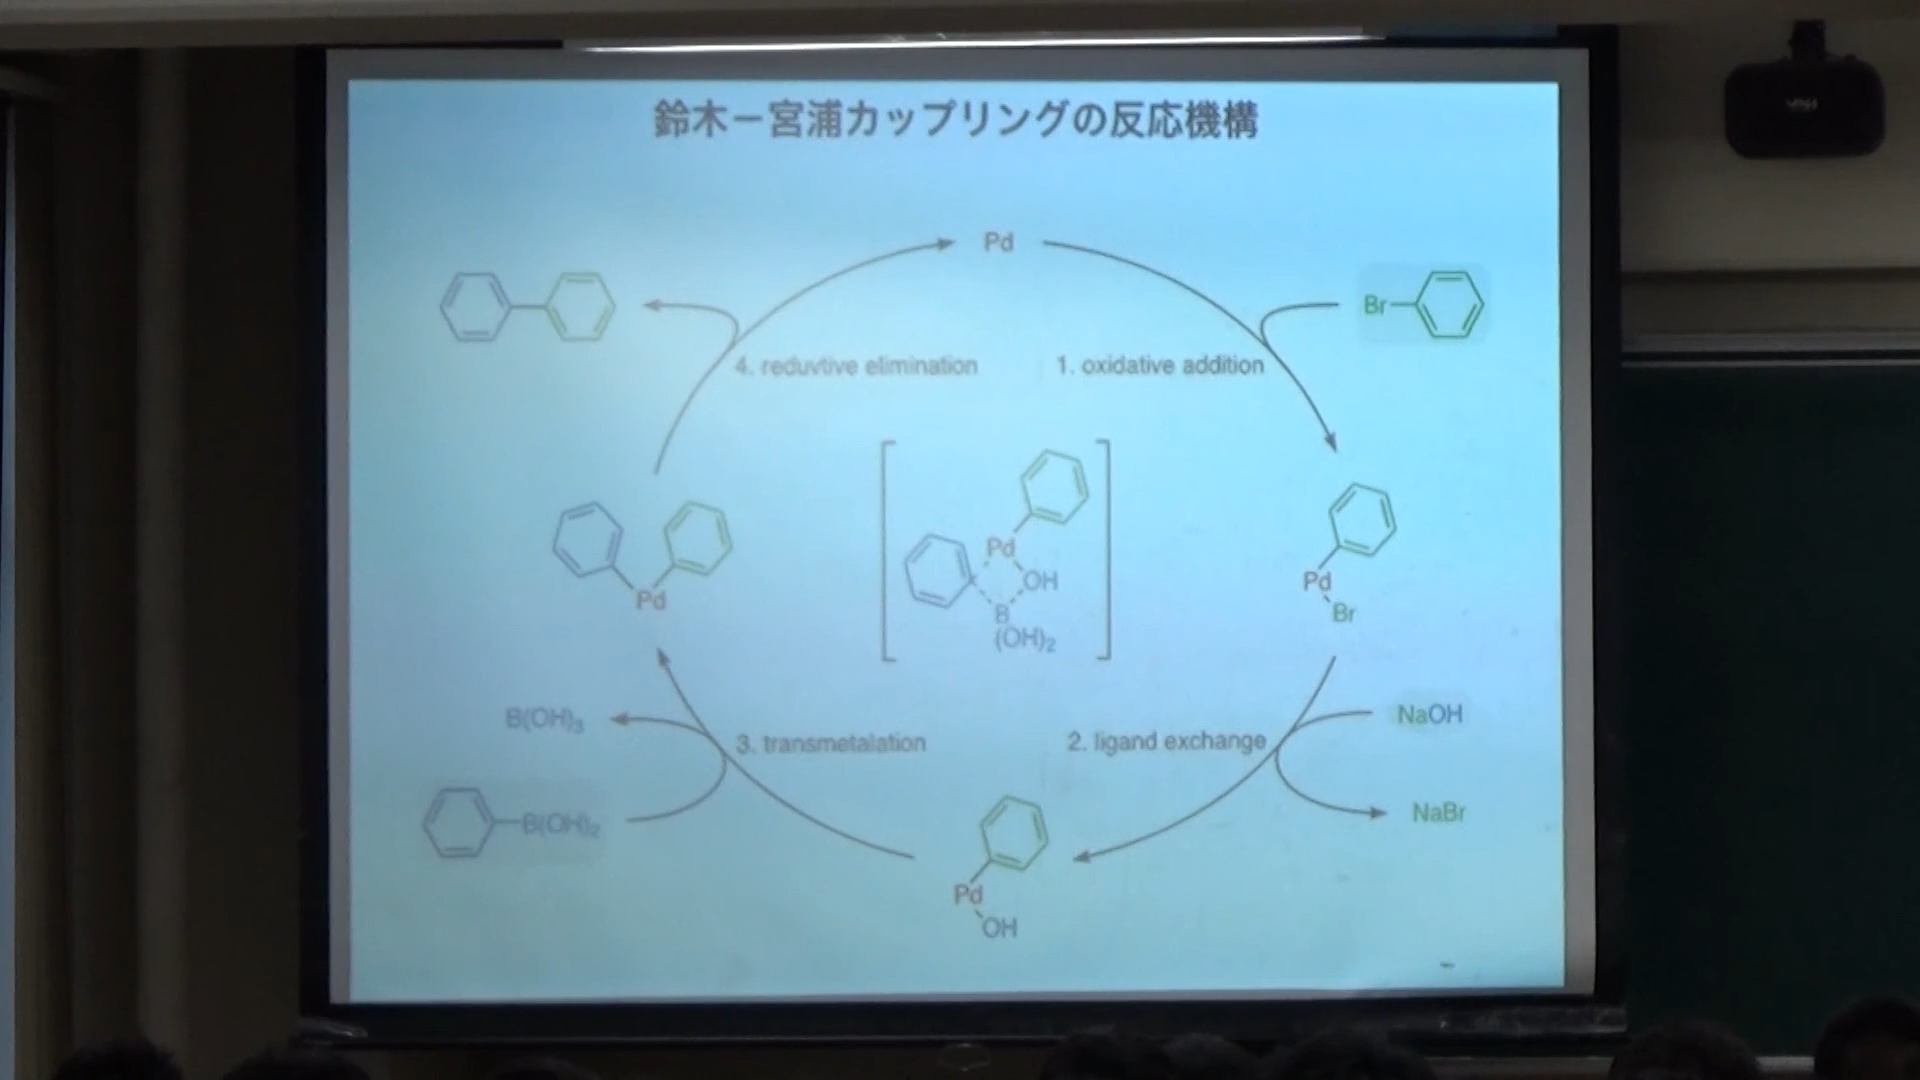 鈴木－宮浦カップリングの反応機構
Pd
Br
4. reduvtive elimination
1. oxidative addition
Pd
OH
B
(OH)2
Pd
Pd
Br
B(OH)3
3. transmetalation
2. ligand exchange
NaOH
B(OH)2
NaBr
Pd
OH